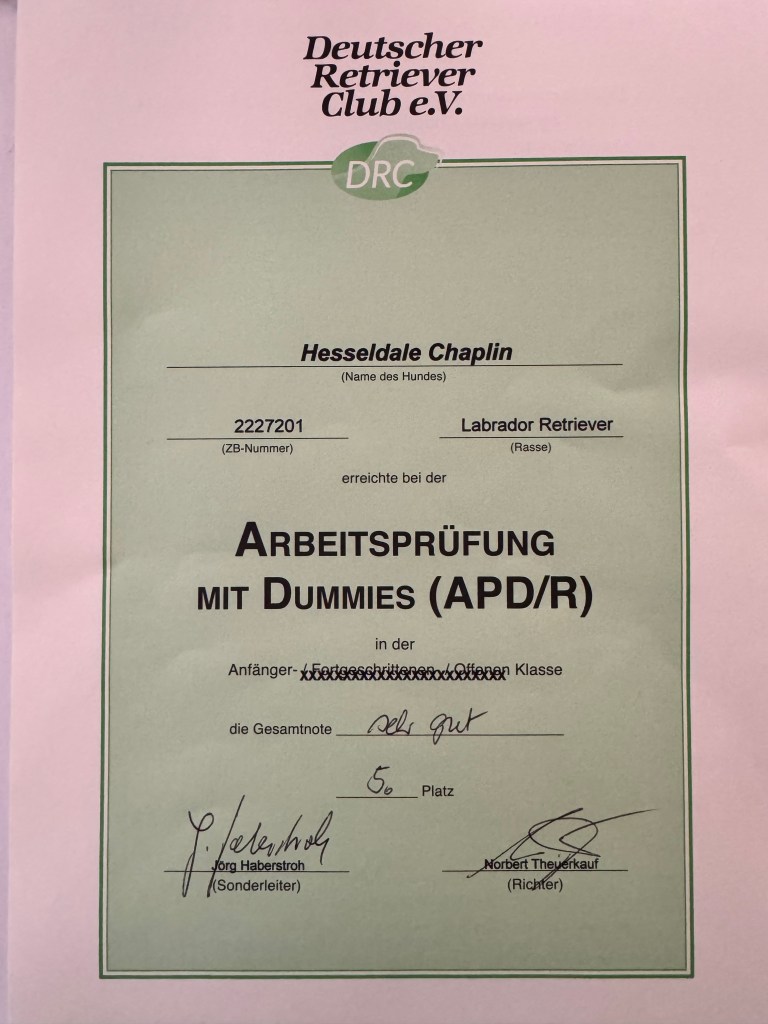 Deutscher
Retriever
Club e.V.
DRC
Hesseldale Chaplin
(Name des Hundes)
2227201 Labrador Retriever
(ZB-Nummer) (Rasse)
erreichte bei der
ARBEITSPRÜFUNG
MIT DUMMIES (APD/R)
in der
Anfänger- / Fortgeschrittenen- / Offenen Klasse
die Gesamtnote sehr gut
5. Platz
J. Haberstroh
Jörg Haberstroh Norbert Theuerkauf
(Sonderleiter) (Richter)